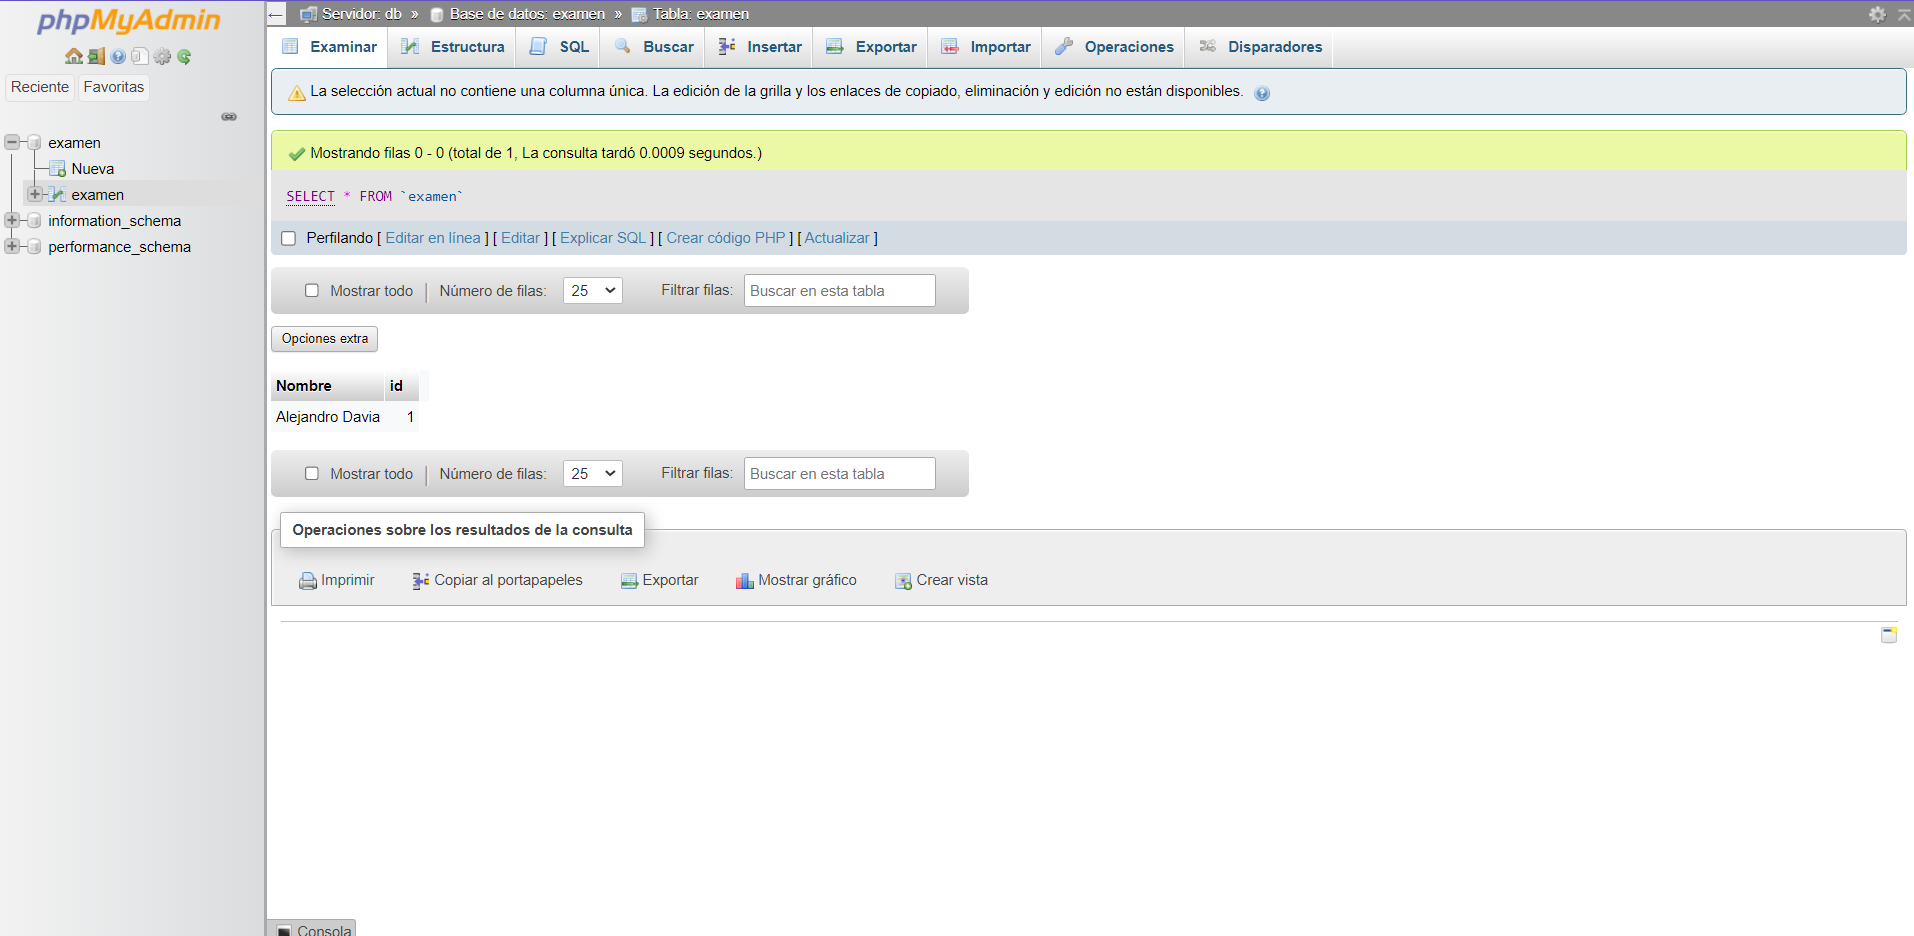 phpMyAdmin
Reciente Favoritas
examen
Nueva
examen
information_schema
performance_schema
Servidor: db » Base de datos: examen » Tabla: examen
Examinar Estructura SQL Buscar Insertar Exportar Importar Operaciones Disparadores
La selección actual no contiene una columna única. La edición de la grilla y los enlaces de copiado, eliminación y edición no están disponibles.
Mostrando filas 0 - 0 (total de 1, La consulta tardó 0.0009 segundos.)
SELECT * FROM `examen`
Perfilando [ Editar en línea ] [ Editar ] [ Explicar SQL ] [ Crear código PHP ] [ Actualizar ]
Mostrar todo | Número de filas: 25 Filtrar filas: Buscar en esta tabla
Opciones extra
Nombre id
Alejandro Davia 1
Mostrar todo | Número de filas: 25 Filtrar filas: Buscar en esta tabla
Operaciones sobre los resultados de la consulta
Imprimir Copiar al portapapeles Exportar Mostrar gráfico Crear vista
Consola